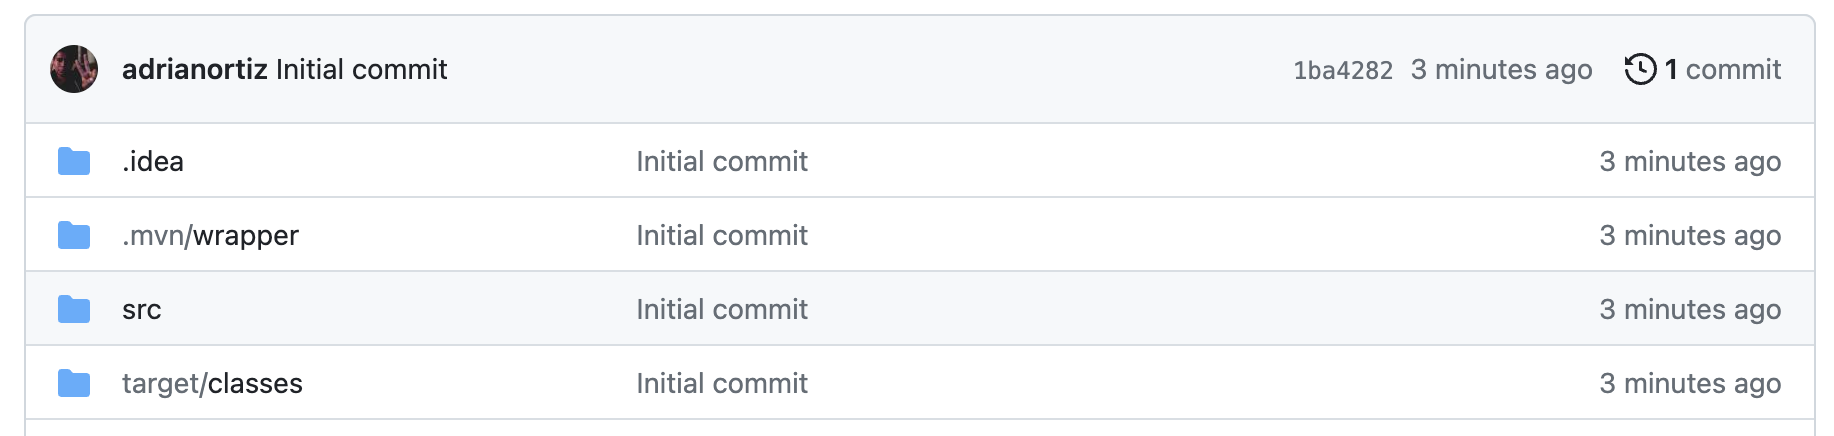 adrianortiz Initial commit 1ba4282 3 minutes ago 1 commit
.idea Initial commit 3 minutes ago
.mvn/wrapper Initial commit 3 minutes ago
src Initial commit 3 minutes ago
target/classes Initial commit 3 minutes ago